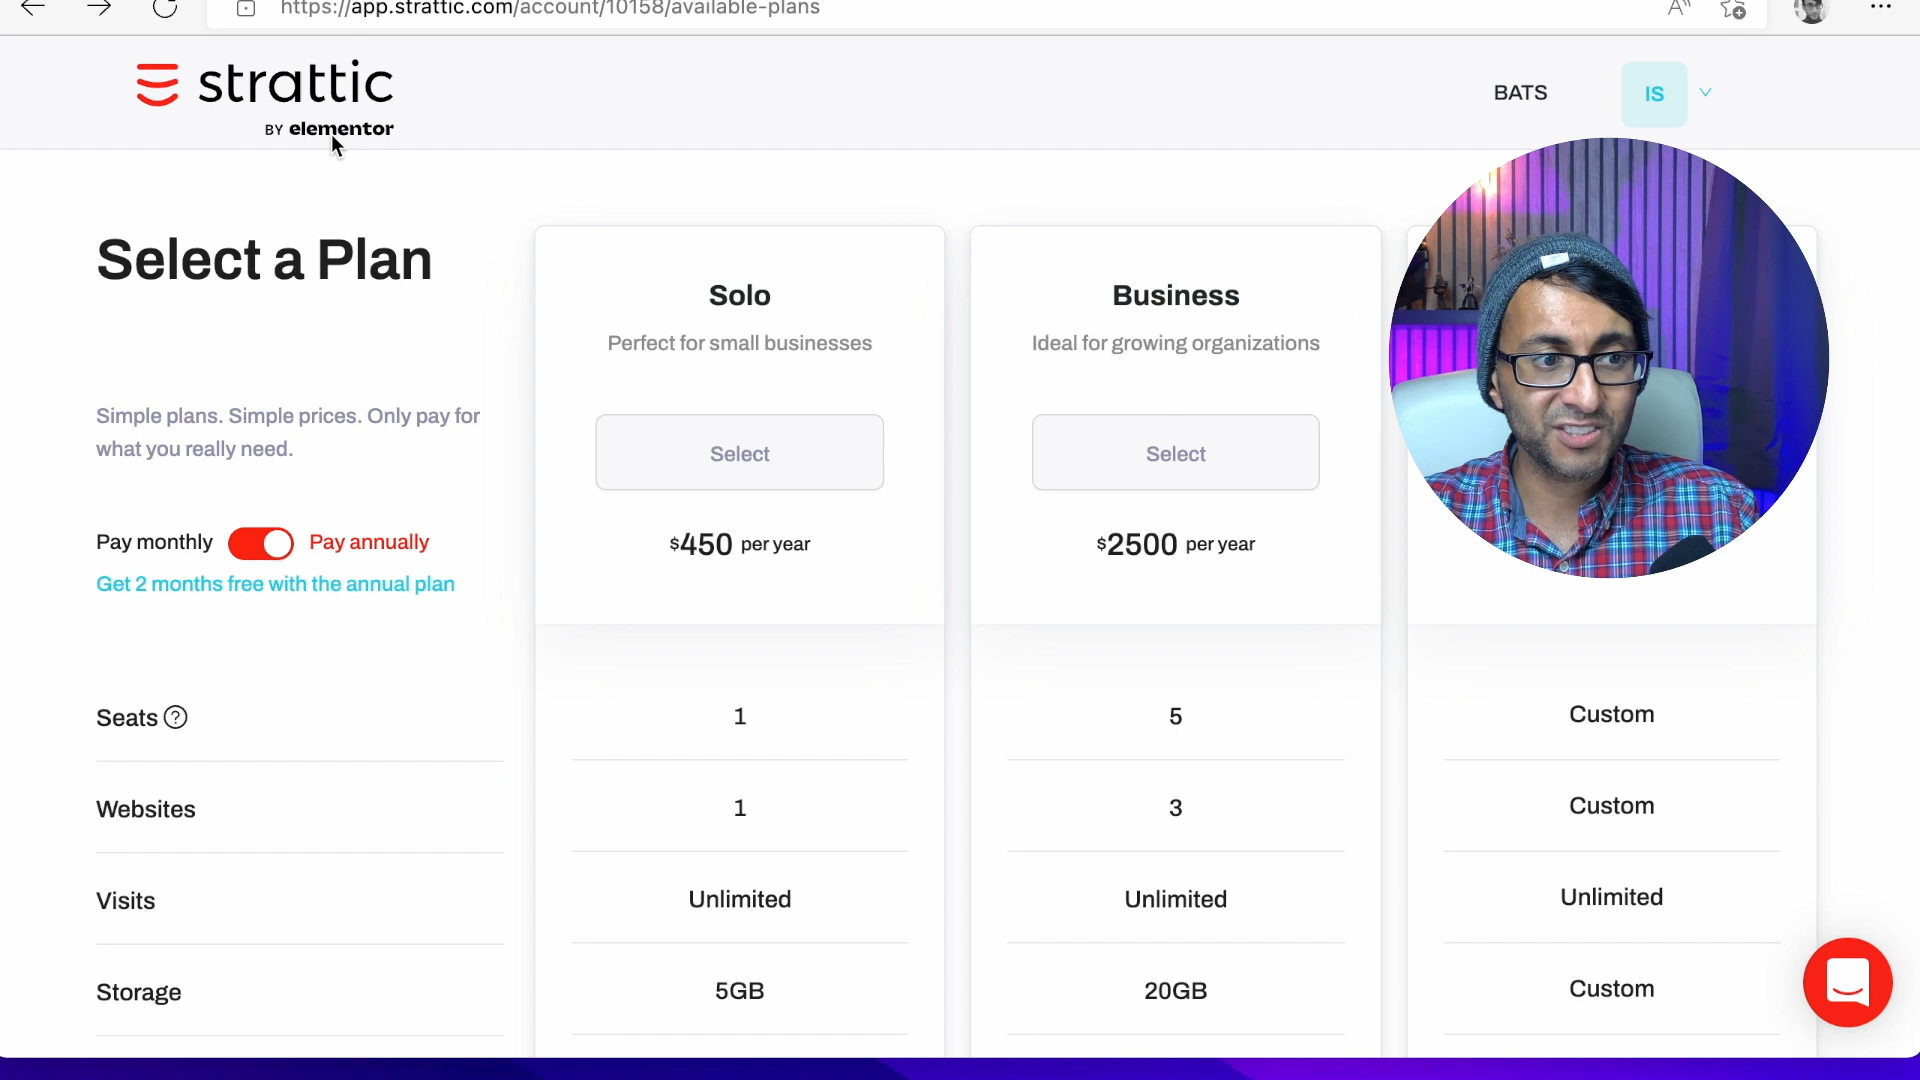 https://app.strattic.com/account/10158/available-plans
strattic
BY elementor
BATS
IS
Select a Plan
Simple plans. Simple prices. Only pay for
what you really need.
Pay monthly
Pay annually
Get 2 months free with the annual plan
Solo
Perfect for small businesses
Select
$450 per year
Business
Ideal for growing organizations
Select
$2500 per year
Seats ?
1
5
Custom
Websites
1
3
Custom
Visits
Unlimited
Unlimited
Unlimited
Storage
5GB
20GB
Custom